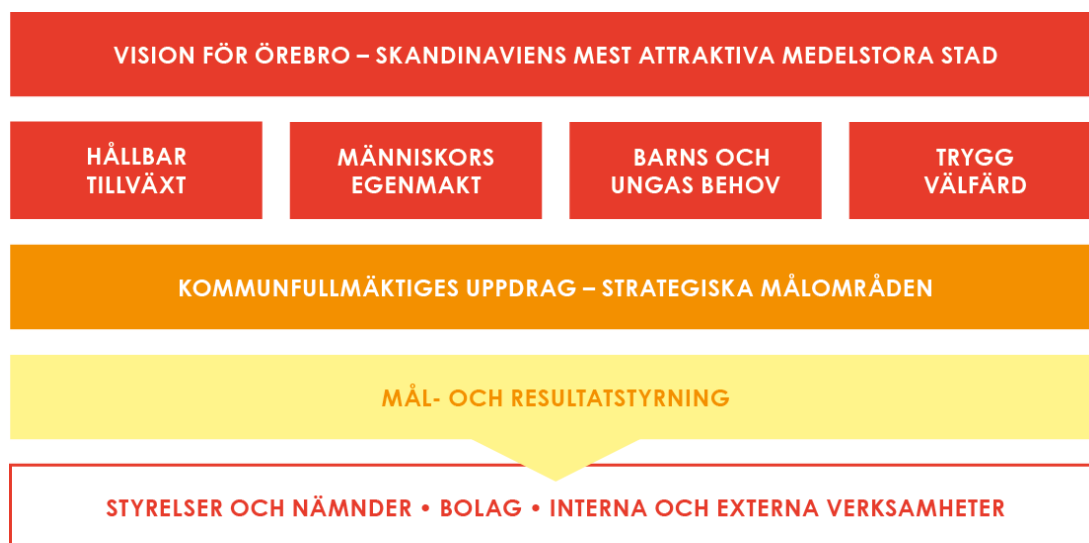 VISION FÖR ÖREBRO – SKANDINAVIENS MEST ATTRAKTIVA MEDELSTORA STAD
HÅLLBAR
TILLVÄXT
MÄNNISKORS
EGENMAKT
BARNS OCH
UNGAS BEHOV
TRYGG
VÄLFÄRD
KOMMUNFULLMÄKTIGES UPPDRAG – STRATEGISKA MÅLOMRÅDEN
MÅL- OCH RESULTATSTYRNING
STYRELSER OCH NÄMNDER • BOLAG • INTERNA OCH EXTERNA VERKSAMHETER